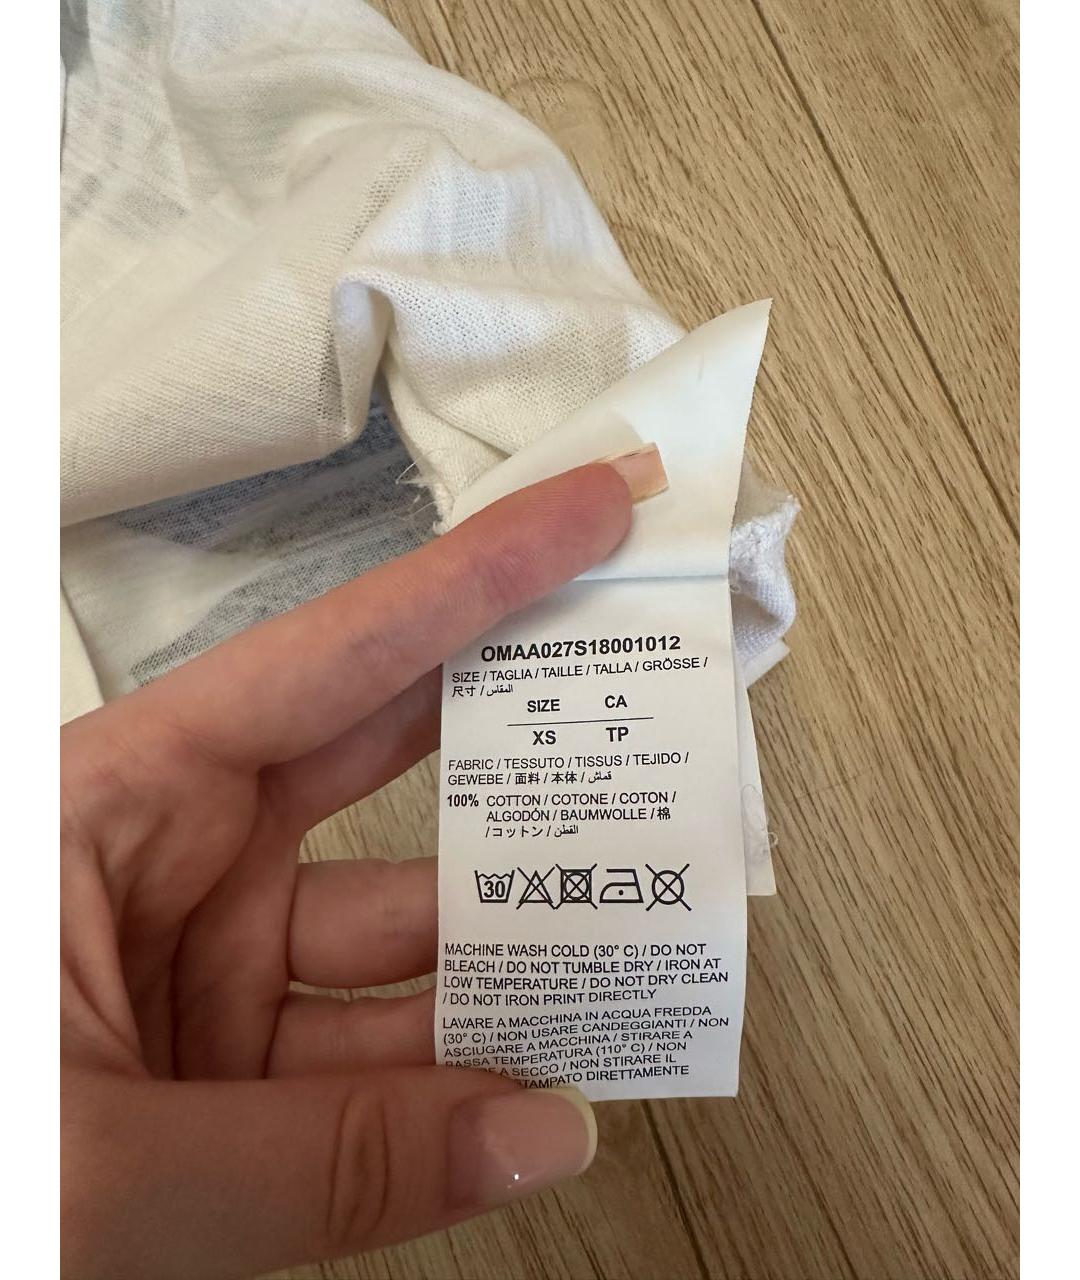 OMAA027S18001012
SIZE / TAGLIA / TAILLE / TALLA / GRÖSSE /
尺寸 / المقاس
SIZE CA
XS TP
FABRIC / TESSUTO / TISSUS / TEJIDO /
GEWEBE / 面料 / 本体 / قماش
100% COTTON / COTONE / COTON /
ALGODÓN / BAUMWOLLE / 棉
/ コットン / القطن
30
MACHINE WASH COLD (30° C) / DO NOT
BLEACH / DO NOT TUMBLE DRY / IRON AT
LOW TEMPERATURE / DO NOT DRY CLEAN
/ DO NOT IRON PRINT DIRECTLY
LAVARE A MACCHINA IN ACQUA FREDDA
(30° C) / NON USARE CANDEGGIANTI / NON
ASCIUGARE A MACCHINA / STIRARE A
BASSA TEMPERATURA (110° C) / NON
A SECCO / NON STIRARE IL
STAMPATO DIRETTAMENTE